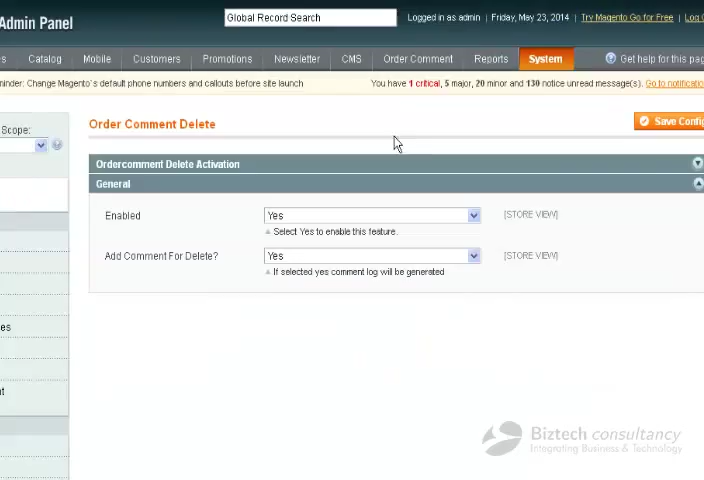 Admin Panel
Global Record Search
Logged in as admin | Friday, May 23, 2014 | Try Magento Go for Free | Log
Catalog Mobile Customers Promotions Newsletter CMS Order Comment Reports System Get help for this pag
minder: Change Magento`s default phone numbers and callouts before site launch You have 1 critical, 5 major, 20 minor and 130 notice unread message(s). Go to notificatio
Scope:
Order Comment Delete
Save Config
Ordercomment Delete Activation
General
Enabled Yes [STORE VIEW]
Select Yes to enable this feature.
Add Comment For Delete? Yes [STORE VIEW]
If selected yes comment log will be generated
Biztech consultancy
Integrating Business & Technology